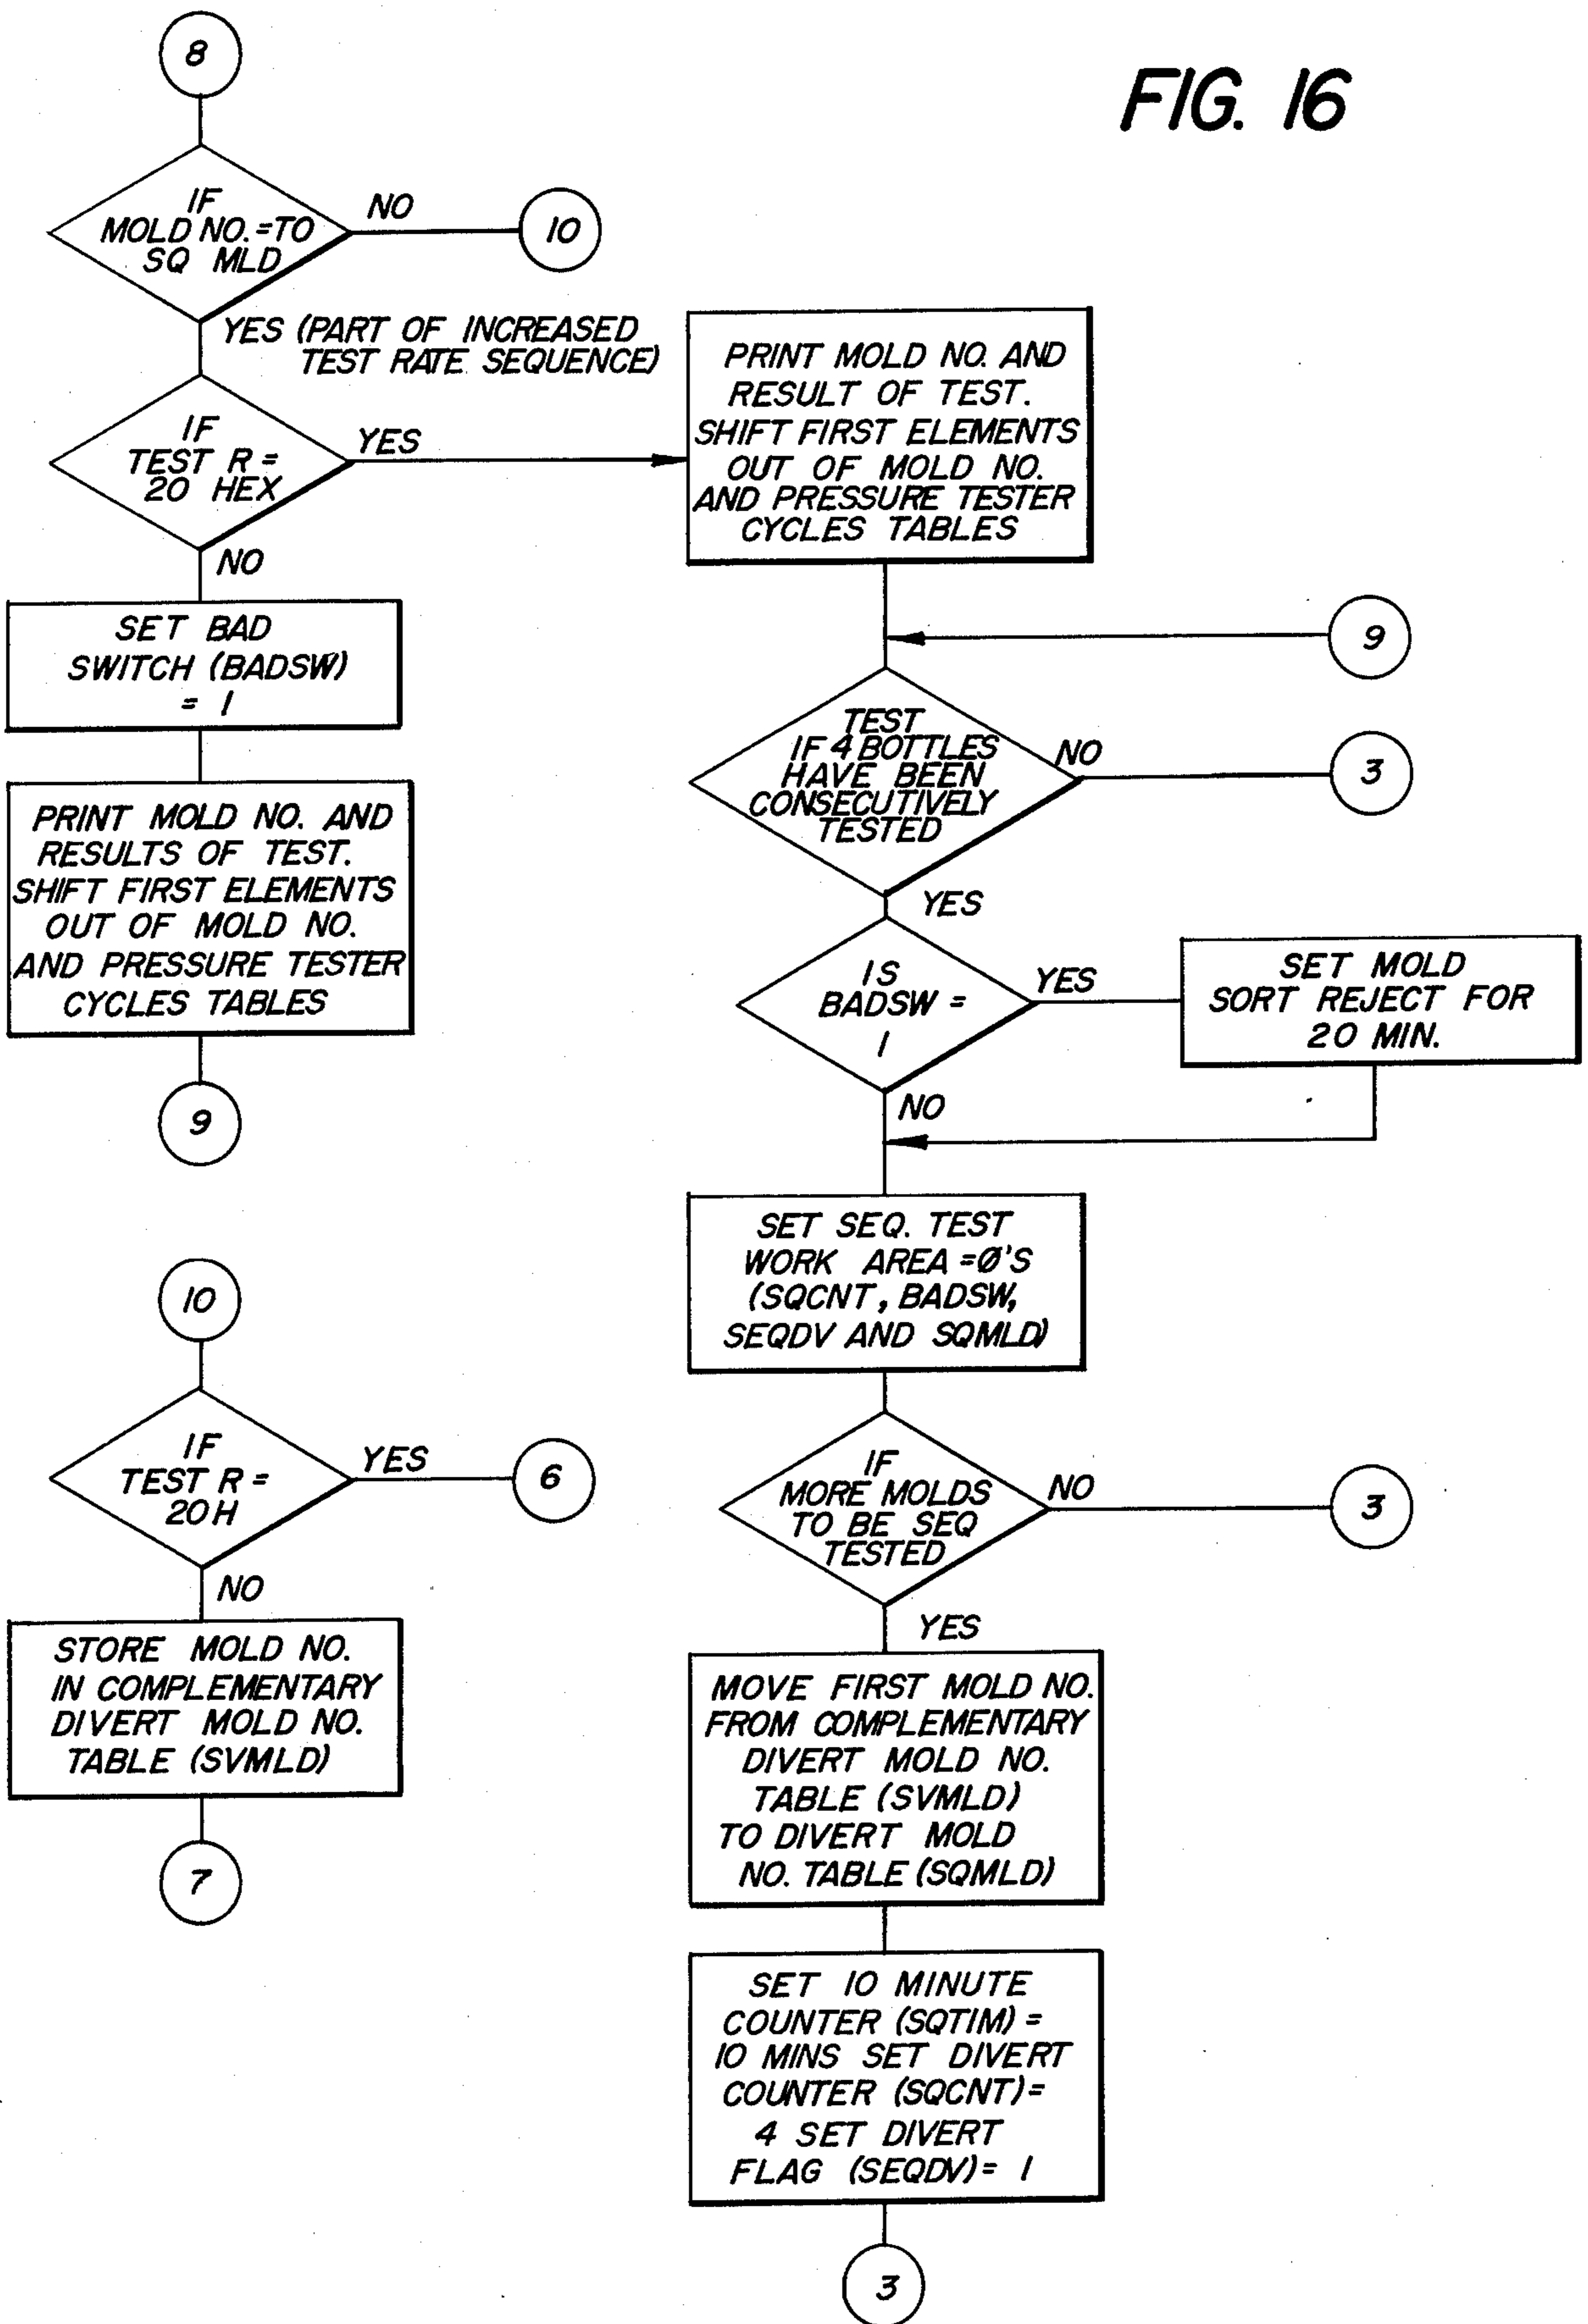 FIG. 16
8
IF
MOLD NO.=TO
SQ MLD
NO
10
YES (PART OF INCREASED
TEST RATE SEQUENCE)
IF
TEST R =
20 HEX
YES
NO
SET BAD
SWITCH (BADSW)
= 1
PRINT MOLD NO. AND
RESULTS OF TEST.
SHIFT FIRST ELEMENTS
OUT OF MOLD NO.
AND PRESSURE TESTER
CYCLES TABLES
9
10
IF
TEST R =
20H
YES
6
NO
STORE MOLD NO.
IN COMPLEMENTARY
DIVERT MOLD NO.
TABLE (SVMLD)
7
PRINT MOLD NO. AND
RESULT OF TEST.
SHIFT FIRST ELEMENTS
OUT OF MOLD NO.
AND PRESSURE TESTER
CYCLES TABLES
9
TEST
IF 4 BOTTLES
HAVE BEEN
CONSECUTIVELY
TESTED
NO
3
YES
IS
BADSW =
1
YES
SET MOLD
SORT REJECT FOR
20 MIN.
NO
SET SEQ. TEST
WORK AREA =Ø'S
(SQCNT, BADSW,
SEQDV AND SQMLD)
IF
MORE MOLDS
TO BE SEQ
TESTED
NO
3
YES
MOVE FIRST MOLD NO.
FROM COMPLEMENTARY
DIVERT MOLD NO.
TABLE (SVMLD)
TO DIVERT MOLD
NO. TABLE (SQMLD)
SET 10 MINUTE
COUNTER (SQTIM) =
10 MINS SET DIVERT
COUNTER (SQCNT)=
4 SET DIVERT
FLAG (SEQDV)= 1
3